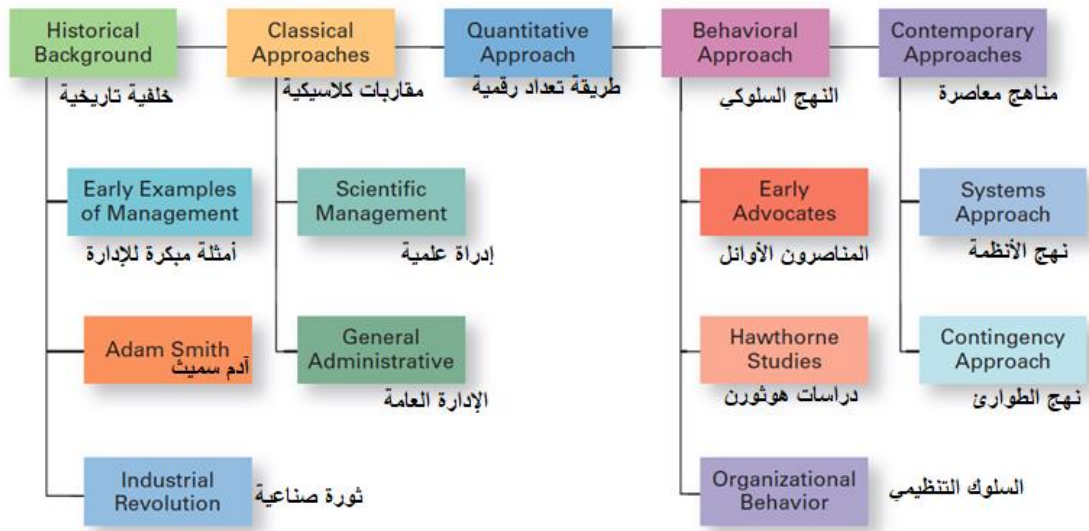 Historical
Background
خلفية تاريخية
Classical
Approaches
مقاربات كلاسيكية
Quantitative
Approach
طريقة تعداد رقمية
Behavioral
Approach
النهج السلوكي
Contemporary
Approaches
مناهج معاصرة
Early Examples
of Management
أمثلة مبكرة للإدارة
Scientific
Management
إدراة علمية
Early
Advocates
المناصرون الأوائل
Systems
Approach
نهج الأنظمة
Adam Smith
آدم سميث
General
Administrative
الإدارة العامة
Hawthorne
Studies
دراسات هوثورن
Contingency
Approach
نهج الطوارئ
Industrial
Revolution
ثورة صناعية
Organizational
Behavior
السلوك التنظيمي